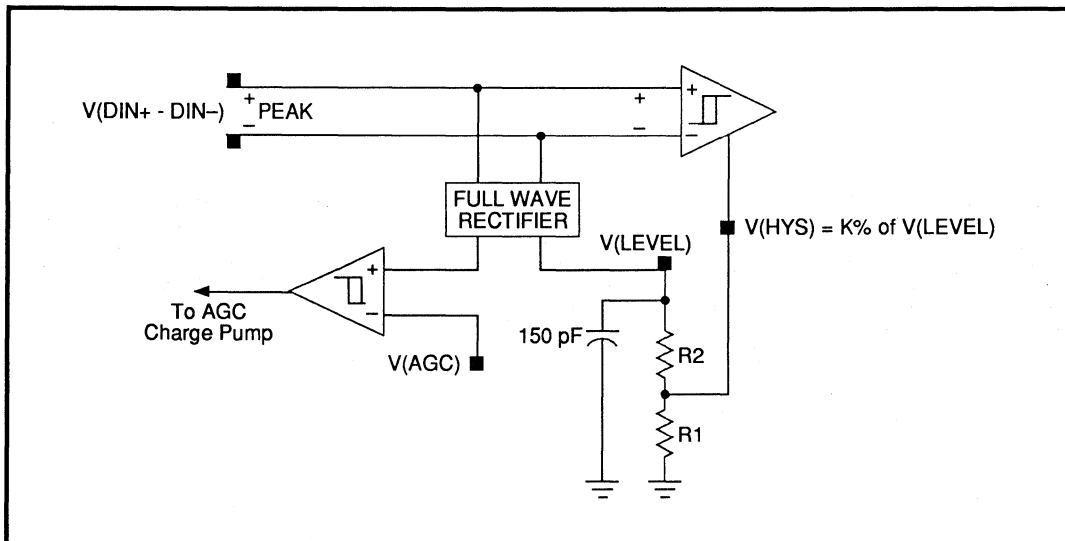 V(DIN+ - DIN–)
+
PEAK
–
+
–
+
–
FULL WAVE
RECTIFIER
V(HYS) = K% of V(LEVEL)
V(LEVEL)
+
–
To AGC
Charge Pump
V(AGC)
150 pF
R2
R1